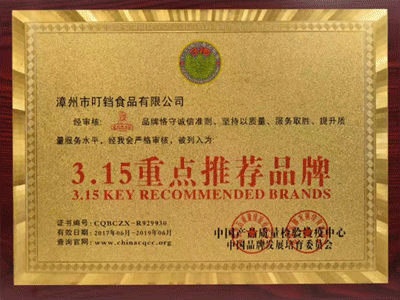 漳州市叮铛食品有限公司
经审核: 品牌恪守诚信准则、坚持以质量、服务取胜、提升质
量服务水平,经我会严格审核,被列入为:
3.15重点推荐品牌
3.15 KEY RECOMMENDED BRANDS
证书编号:CQBCZX-R929930
有效日期:2017年06月-2019年06月
查询官网:www.chinacqcc.org
中国产品质量检验检疫中心
中国品牌发展培育委员会